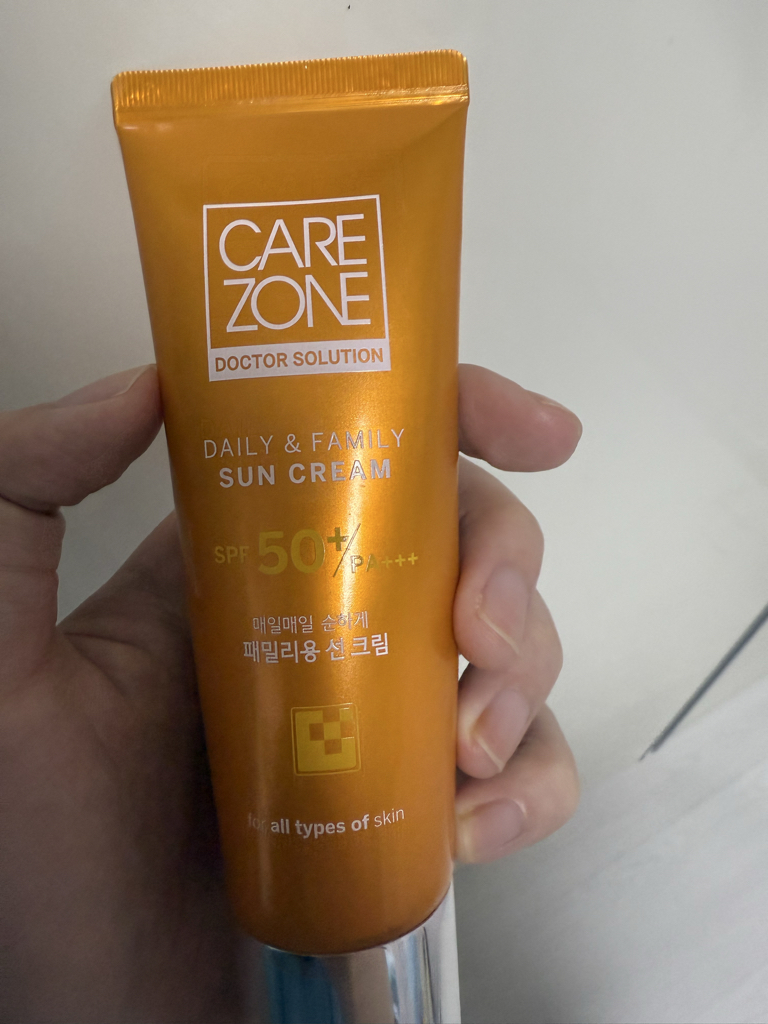 CARE
ZONE
DOCTOR SOLUTION
DAILY & FAMILY
SUN CREAM
SPF 50+/PA+++
매일매일 순하게
패밀리용 선 크림
for all types of skin